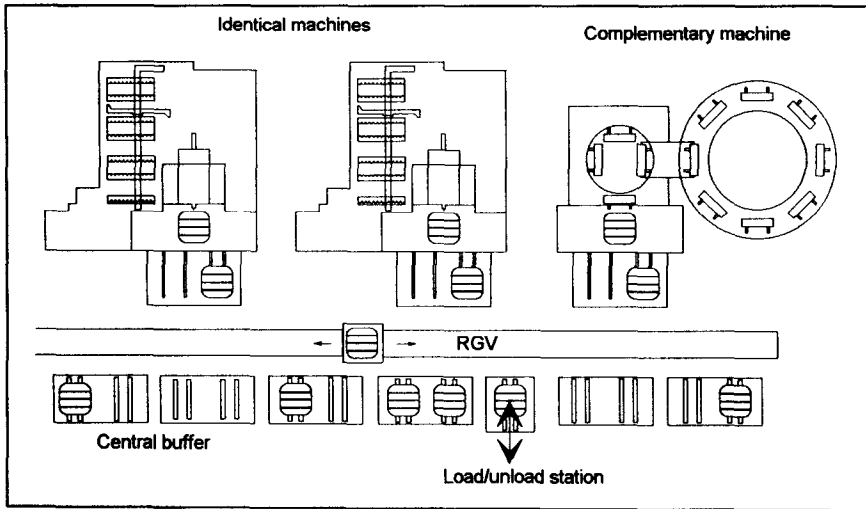 Identical machines
Complementary machine
RGV
Central buffer
Load/unload station